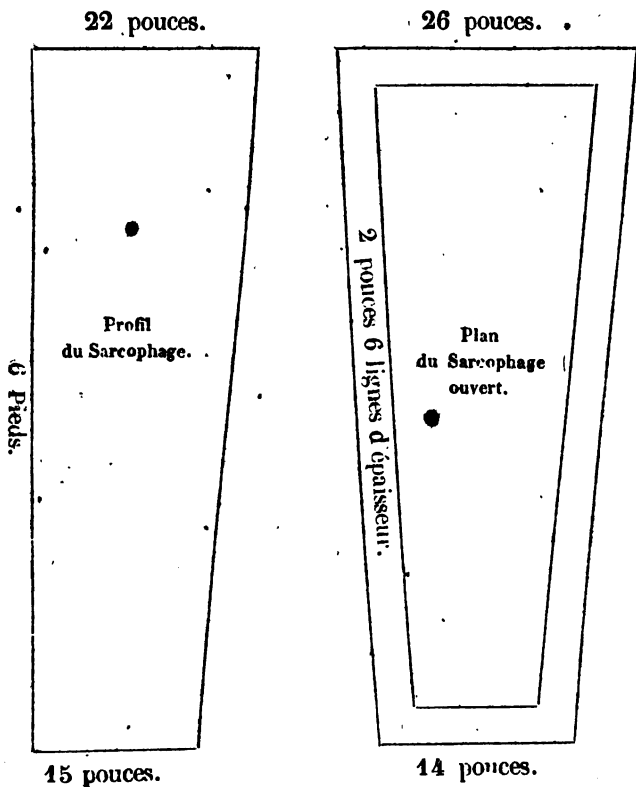 22 pouces.
6 Pieds.
Profil
du Sarcophage.
15 pouces.
26 pouces.
2 pouces 6 lignes d'épaisseur.
Plan
du Sarcophage
ouvert.
14 pouces.